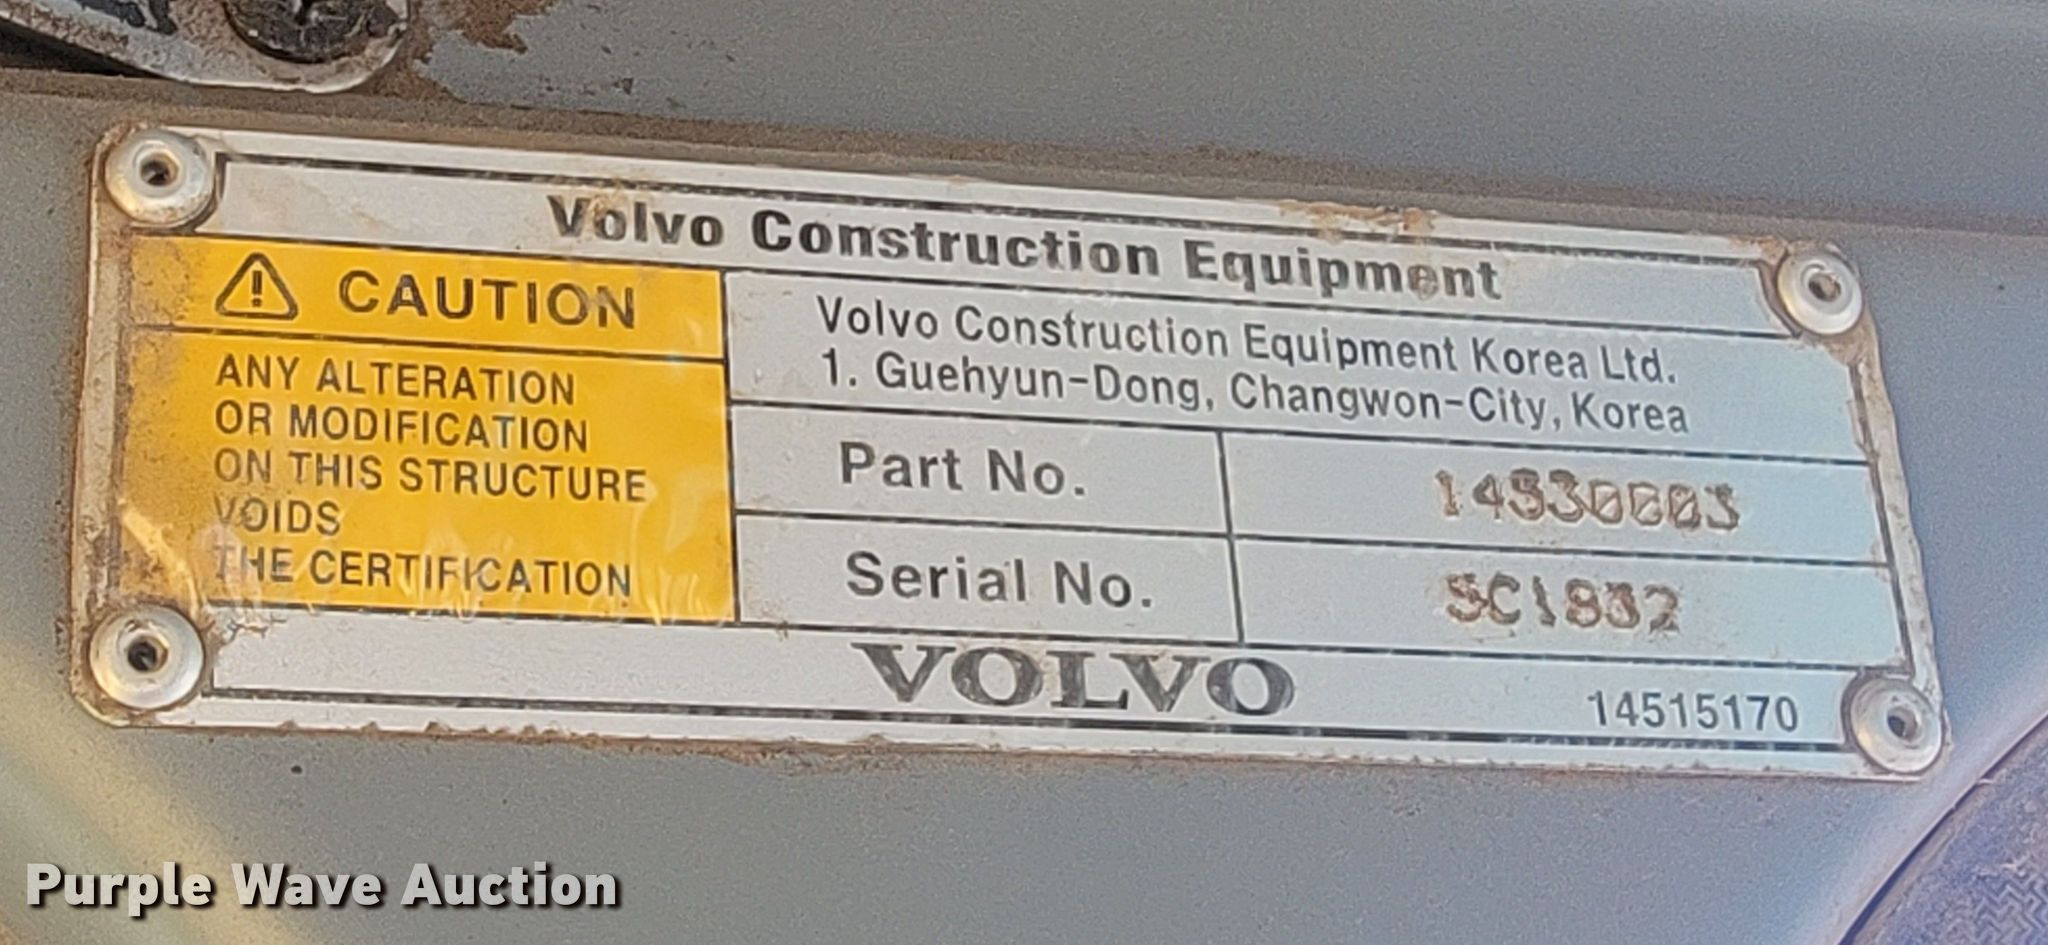 Volvo Construction Equipment
CAUTION
ANY ALTERATION
OR MODIFICATION
ON THIS STRUCTURE
VOIDS
THE CERTIFICATION
Volvo Construction Equipment Korea Ltd.
1. Guehyun-Dong, Changwon-City, Korea
Part No. 14530003
Serial No. SC1832
VOLVO 14515170
Purple Wave Auction